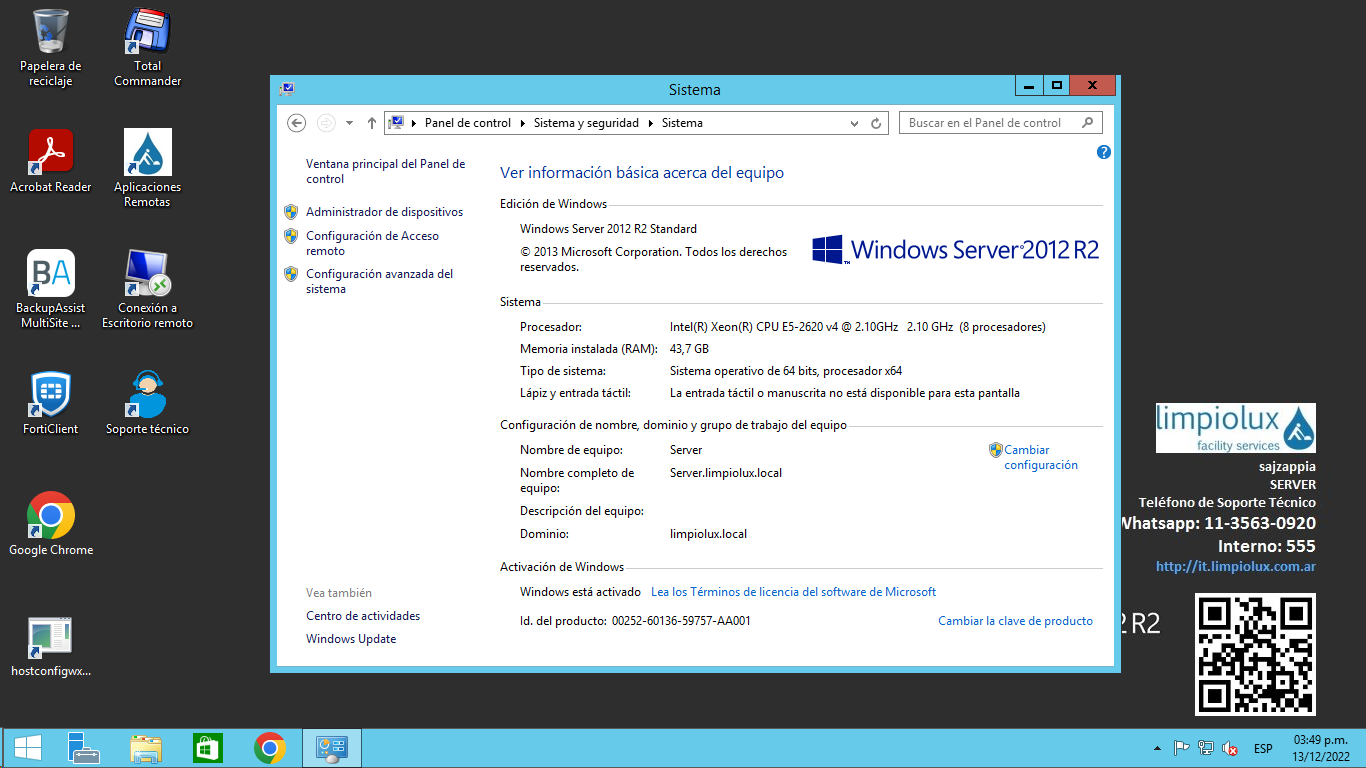 Papelera de
reciclaje
Total
Commander
Acrobat Reader
Aplicaciones
Remotas
BA
BackupAssist
MultiSite ...
Conexión a
Escritorio remoto
FortiClient
Soporte técnico
Google Chrome
hostconfigwx...
Sistema
Panel de control
Sistema y seguridad
Sistema
Buscar en el Panel de control
Ventana principal del Panel de
control
Administrador de dispositivos
Configuración de Acceso
remoto
Configuración avanzada del
sistema
Vea también
Centro de actividades
Windows Update
Ver información básica acerca del equipo
Edición de Windows
Windows Server 2012 R2 Standard
© 2013 Microsoft Corporation. Todos los derechos
reservados.
Windows Server® 2012 R2
Sistema
Procesador: Intel(R) Xeon(R) CPU E5-2620 v4 @ 2.10GHz 2.10 GHz (8 procesadores)
Memoria instalada (RAM): 43,7 GB
Tipo de sistema: Sistema operativo de 64 bits, procesador x64
Lápiz y entrada táctil: La entrada táctil o manuscrita no está disponible para esta pantalla
Configuración de nombre, dominio y grupo de trabajo del equipo
Nombre de equipo: Server
Cambiar
configuración
Nombre completo de
equipo: Server.limpiolux.local
Descripción del equipo:
Dominio: limpiolux.local
Activación de Windows
Windows está activado Lea los Términos de licencia del software de Microsoft
Id. del producto: 00252-60136-59757-AA001
Cambiar la clave de producto
limpiolux
facility services
sajzappia
SERVER
Teléfono de Soporte Técnico
Whatsapp: 11-3563-0920
Interno: 555
http://it.limpiolux.com.ar
2 R2
ESP
03:49 p.m.
13/12/2022